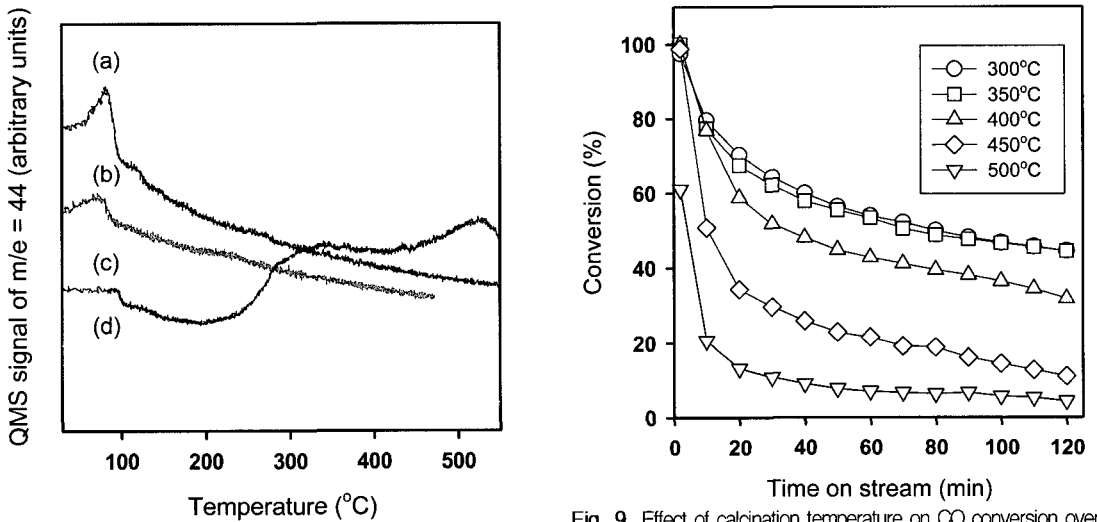 QMS signal of m/e = 44 (arbitrary units)
(a)
(b)
(c)
(d)
100 200 300 400 500
Temperature (°C)
Conversion (%)
100
80
60
40
20
0
300°C
350°C
400°C
450°C
500°C
0 20 40 60 80 100 120
Time on stream (min)
Fig. 9. Effect of calcination temperature on CO conversion over